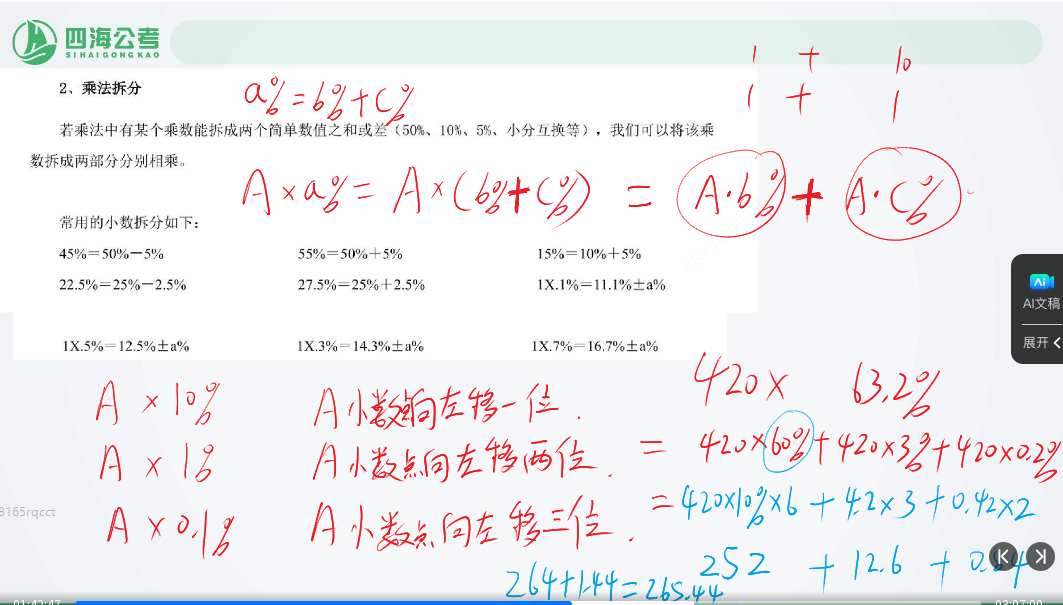 四海公考
SIHAIGONGKAO
2、乘法拆分
a% = b% + c%
1 + 10
1 + 1
若乘法中有某个乘数能拆成两个简单数值之和或差（50%、10%、5%、小分互换等），我们可以将该乘
数拆成两部分分别相乘。
A × a% = A × (b% + c%) = A·b% + A·c%
常用的小数拆分如下：
45%＝50%－5% 55%＝50%＋5% 15%＝10%＋5%
22.5%＝25%－2.5% 27.5%＝25%＋2.5% 1X.1%＝11.1%±a%
AI文稿
展开
1X.5%＝12.5%±a% 1X.3%＝14.3%±a% 1X.7%＝16.7%±a%
420 × 63.2%
A × 10% A小数点向左移一位.
= 420×60% + 420×3% + 420×0.2%
A × 1% A小数点向左移两位.
= 420×10%×6 + 4.2×3 + 0.42×2
8165rqcct
A × 0.1% A小数点向左移三位.
252 + 12.6 +
264+1.44=265.44
01:42:47 03:07:00